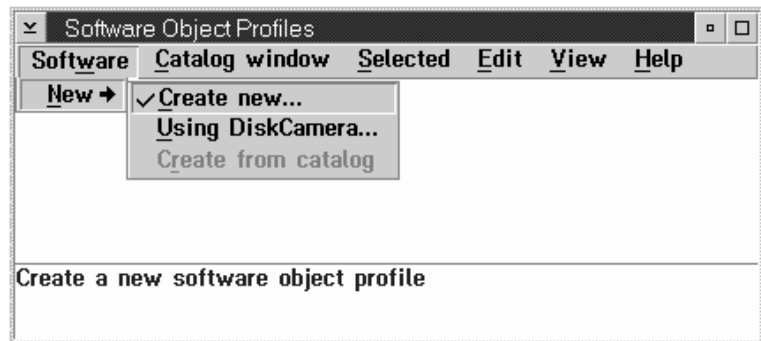 Software Object Profiles
Software Catalog window Selected Edit View Help
New Create new...
Using DiskCamera...
Create from catalog
Create a new software object profile